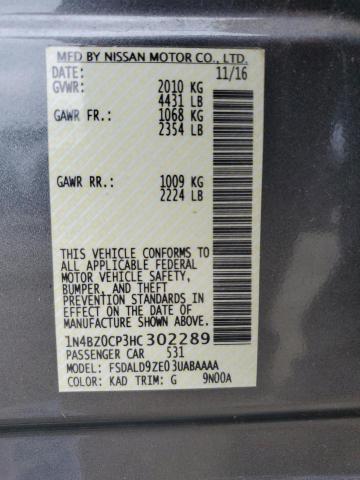 MFD BY NISSAN MOTOR CO., LTD.
DATE: 11/16
GVWR: 2010 KG
4431 LB
GAWR FR.: 1068 KG
2354 LB
GAWR RR.: 1009 KG
2224 LB
THIS VEHICLE CONFORMS TO
ALL APPLICABLE FEDERAL
MOTOR VEHICLE SAFETY,
BUMPER, AND THEFT
PREVENTION STANDARDS IN
EFFECT ON THE DATE OF
MANUFACTURE SHOWN ABOVE.
1N4BZ0CP3HC302289
PASSENGER CAR 531
MODEL: FSDALD9ZE03UABAAAA
COLOR: KAD TRIM: G 9N00A